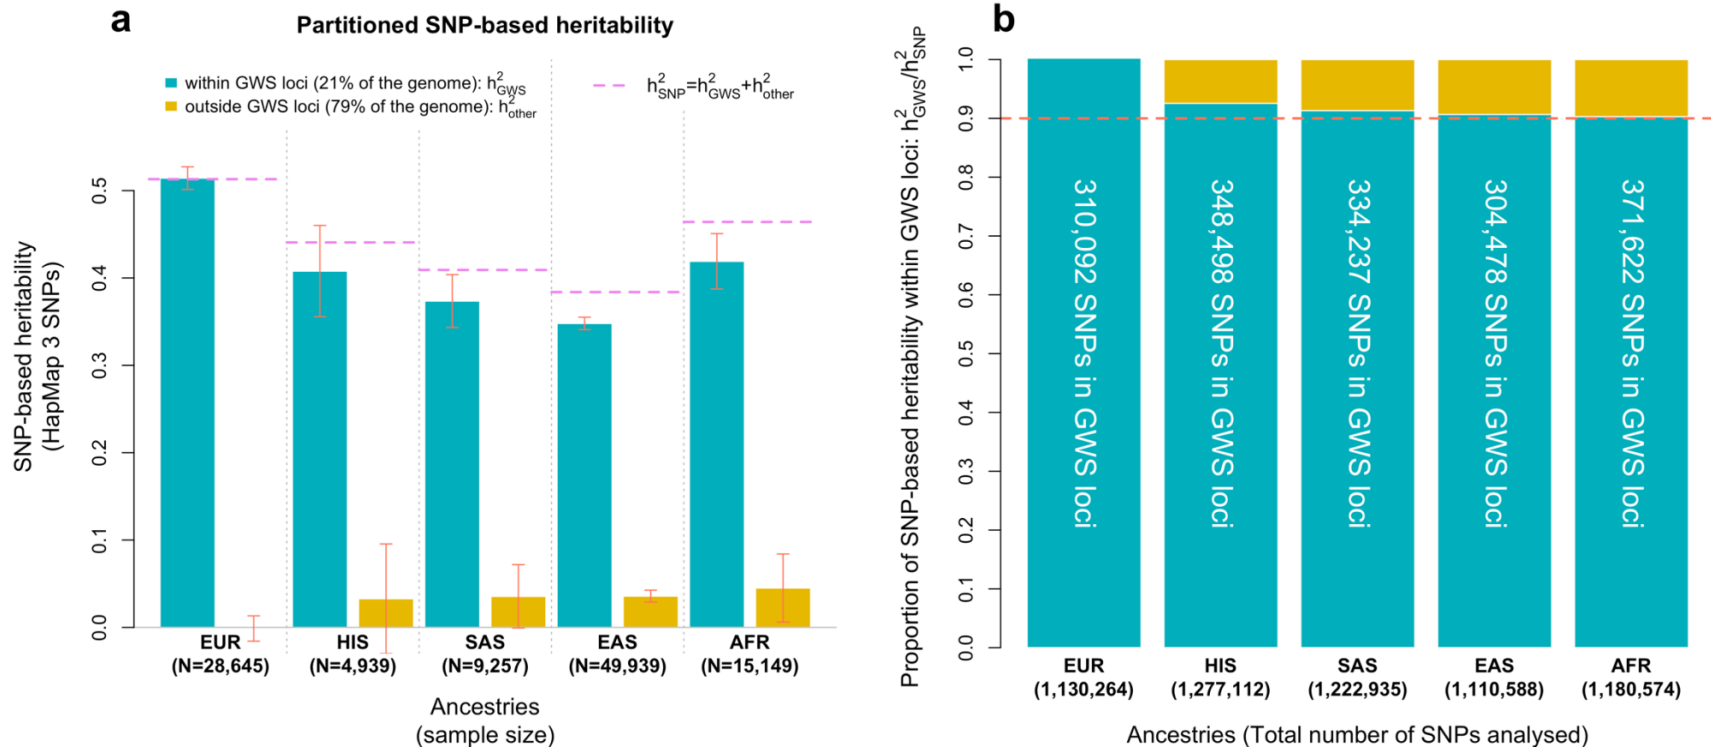 a
Partitioned SNP-based heritability
within GWS loci (21% of the genome): h²GWS
outside GWS loci (79% of the genome): h²other
h²SNP=h²GWS+h²other
SNP-based heritability
(HapMap 3 SNPs)
0.5
0.4
0.3
0.2
0.1
0.0
EUR
(N=28,645)
HIS
(N=4,939)
SAS
(N=9,257)
EAS
(N=49,939)
AFR
(N=15,149)
Ancestries
(sample size)
b
Proportion of SNP-based heritability within GWS loci: h²GWS/h²SNP
1.0
0.9
0.8
0.7
0.6
0.5
0.4
0.3
0.2
0.1
0.0
310,092 SNPs in GWS loci
348,498 SNPs in GWS loci
334,237 SNPs in GWS loci
304,478 SNPs in GWS loci
371,622 SNPs in GWS loci
EUR
(1,130,264)
HIS
(1,277,112)
SAS
(1,222,935)
EAS
(1,110,588)
AFR
(1,180,574)
Ancestries (Total number of SNPs analysed)